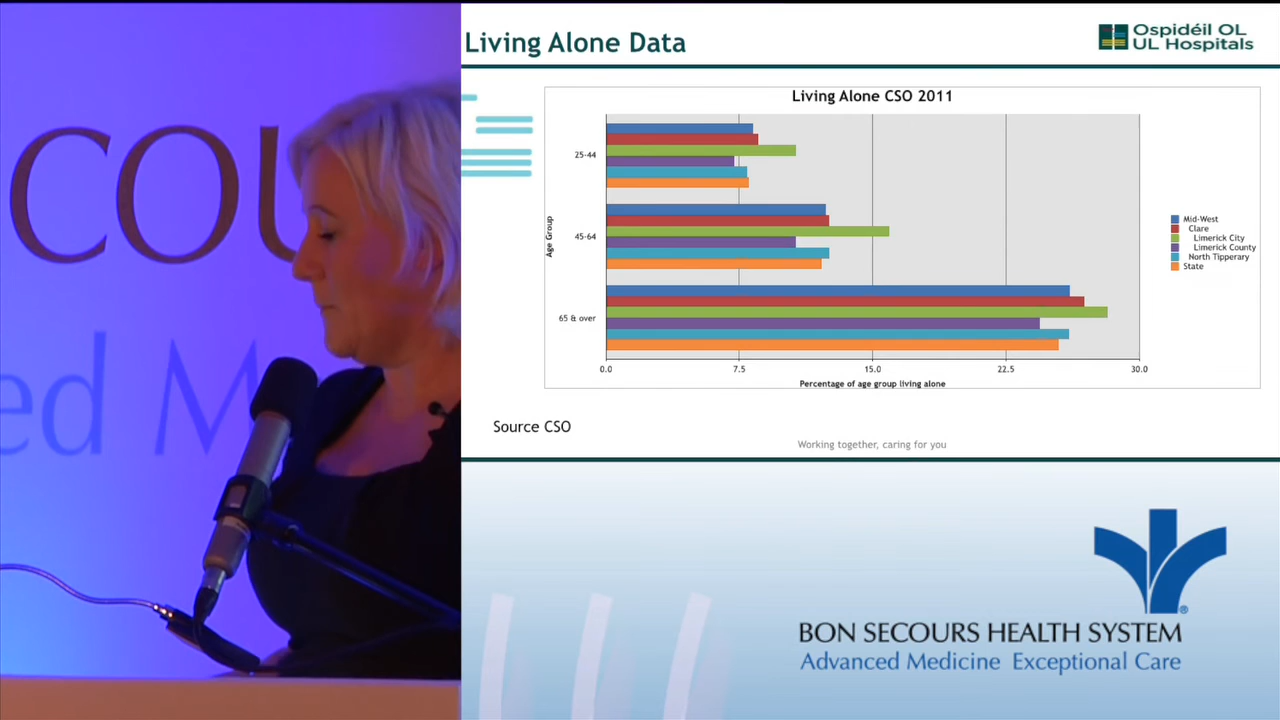 COU
ed M
Living Alone Data
Ospidéil OL
UL Hospitals
Living Alone CSO 2011
Age Group
25-44
45-64
65 & over
0.0 7.5 15.0 22.5 30.0
Percentage of age group living alone
Mid-West
Clare
Limerick City
Limerick County
North Tipperary
State
Source CSO
Working together, caring for you
BON SECOURS HEALTH SYSTEM
®
Advanced Medicine Exceptional Care